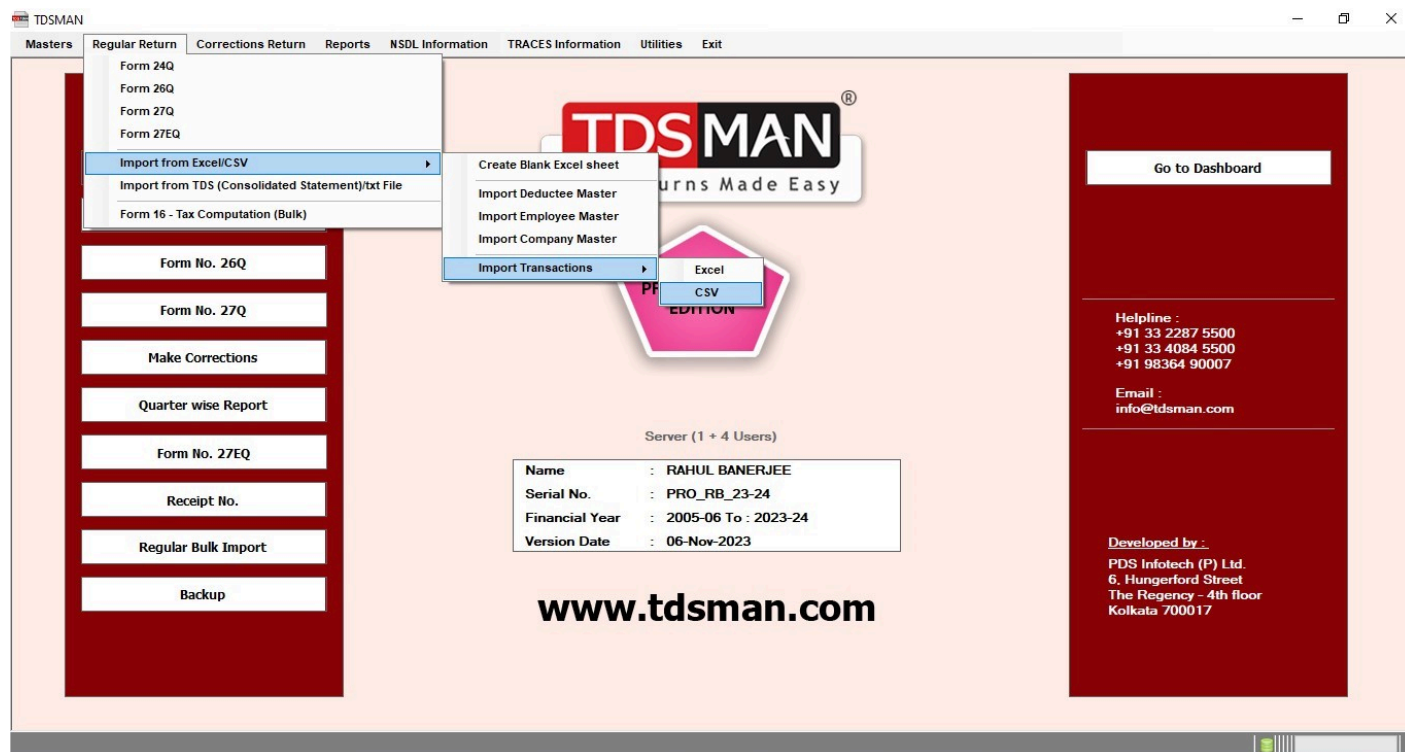 TDSMAN
Masters Regular Return Corrections Return Reports NSDL Information TRACES Information Utilities Exit
Form 24Q
Form 26Q
Form 27Q
Form 27EQ
Import from Excel/CSV
Import from TDS (Consolidated Statement)/txt File
Form 16 - Tax Computation (Bulk)
Create Blank Excel sheet
Import Deductee Master
Import Employee Master
Import Company Master
Import Transactions
Excel
CSV
Form No. 26Q
Form No. 27Q
Make Corrections
Quarter wise Report
Form No. 27EQ
Receipt No.
Regular Bulk Import
Backup
TDSMAN ®
urns Made Easy
EDITION
Server (1 + 4 Users)
Name : RAHUL BANERJEE
Serial No. : PRO_RB_23-24
Financial Year : 2005-06 To : 2023-24
Version Date : 06-Nov-2023
www.tdsman.com
Go to Dashboard
Helpline :
+91 33 2287 5500
+91 33 4084 5500
+91 98364 90007
Email :
info@tdsman.com
Developed by :
PDS Infotech (P) Ltd.
6, Hungerford Street
The Regency - 4th floor
Kolkata 700017